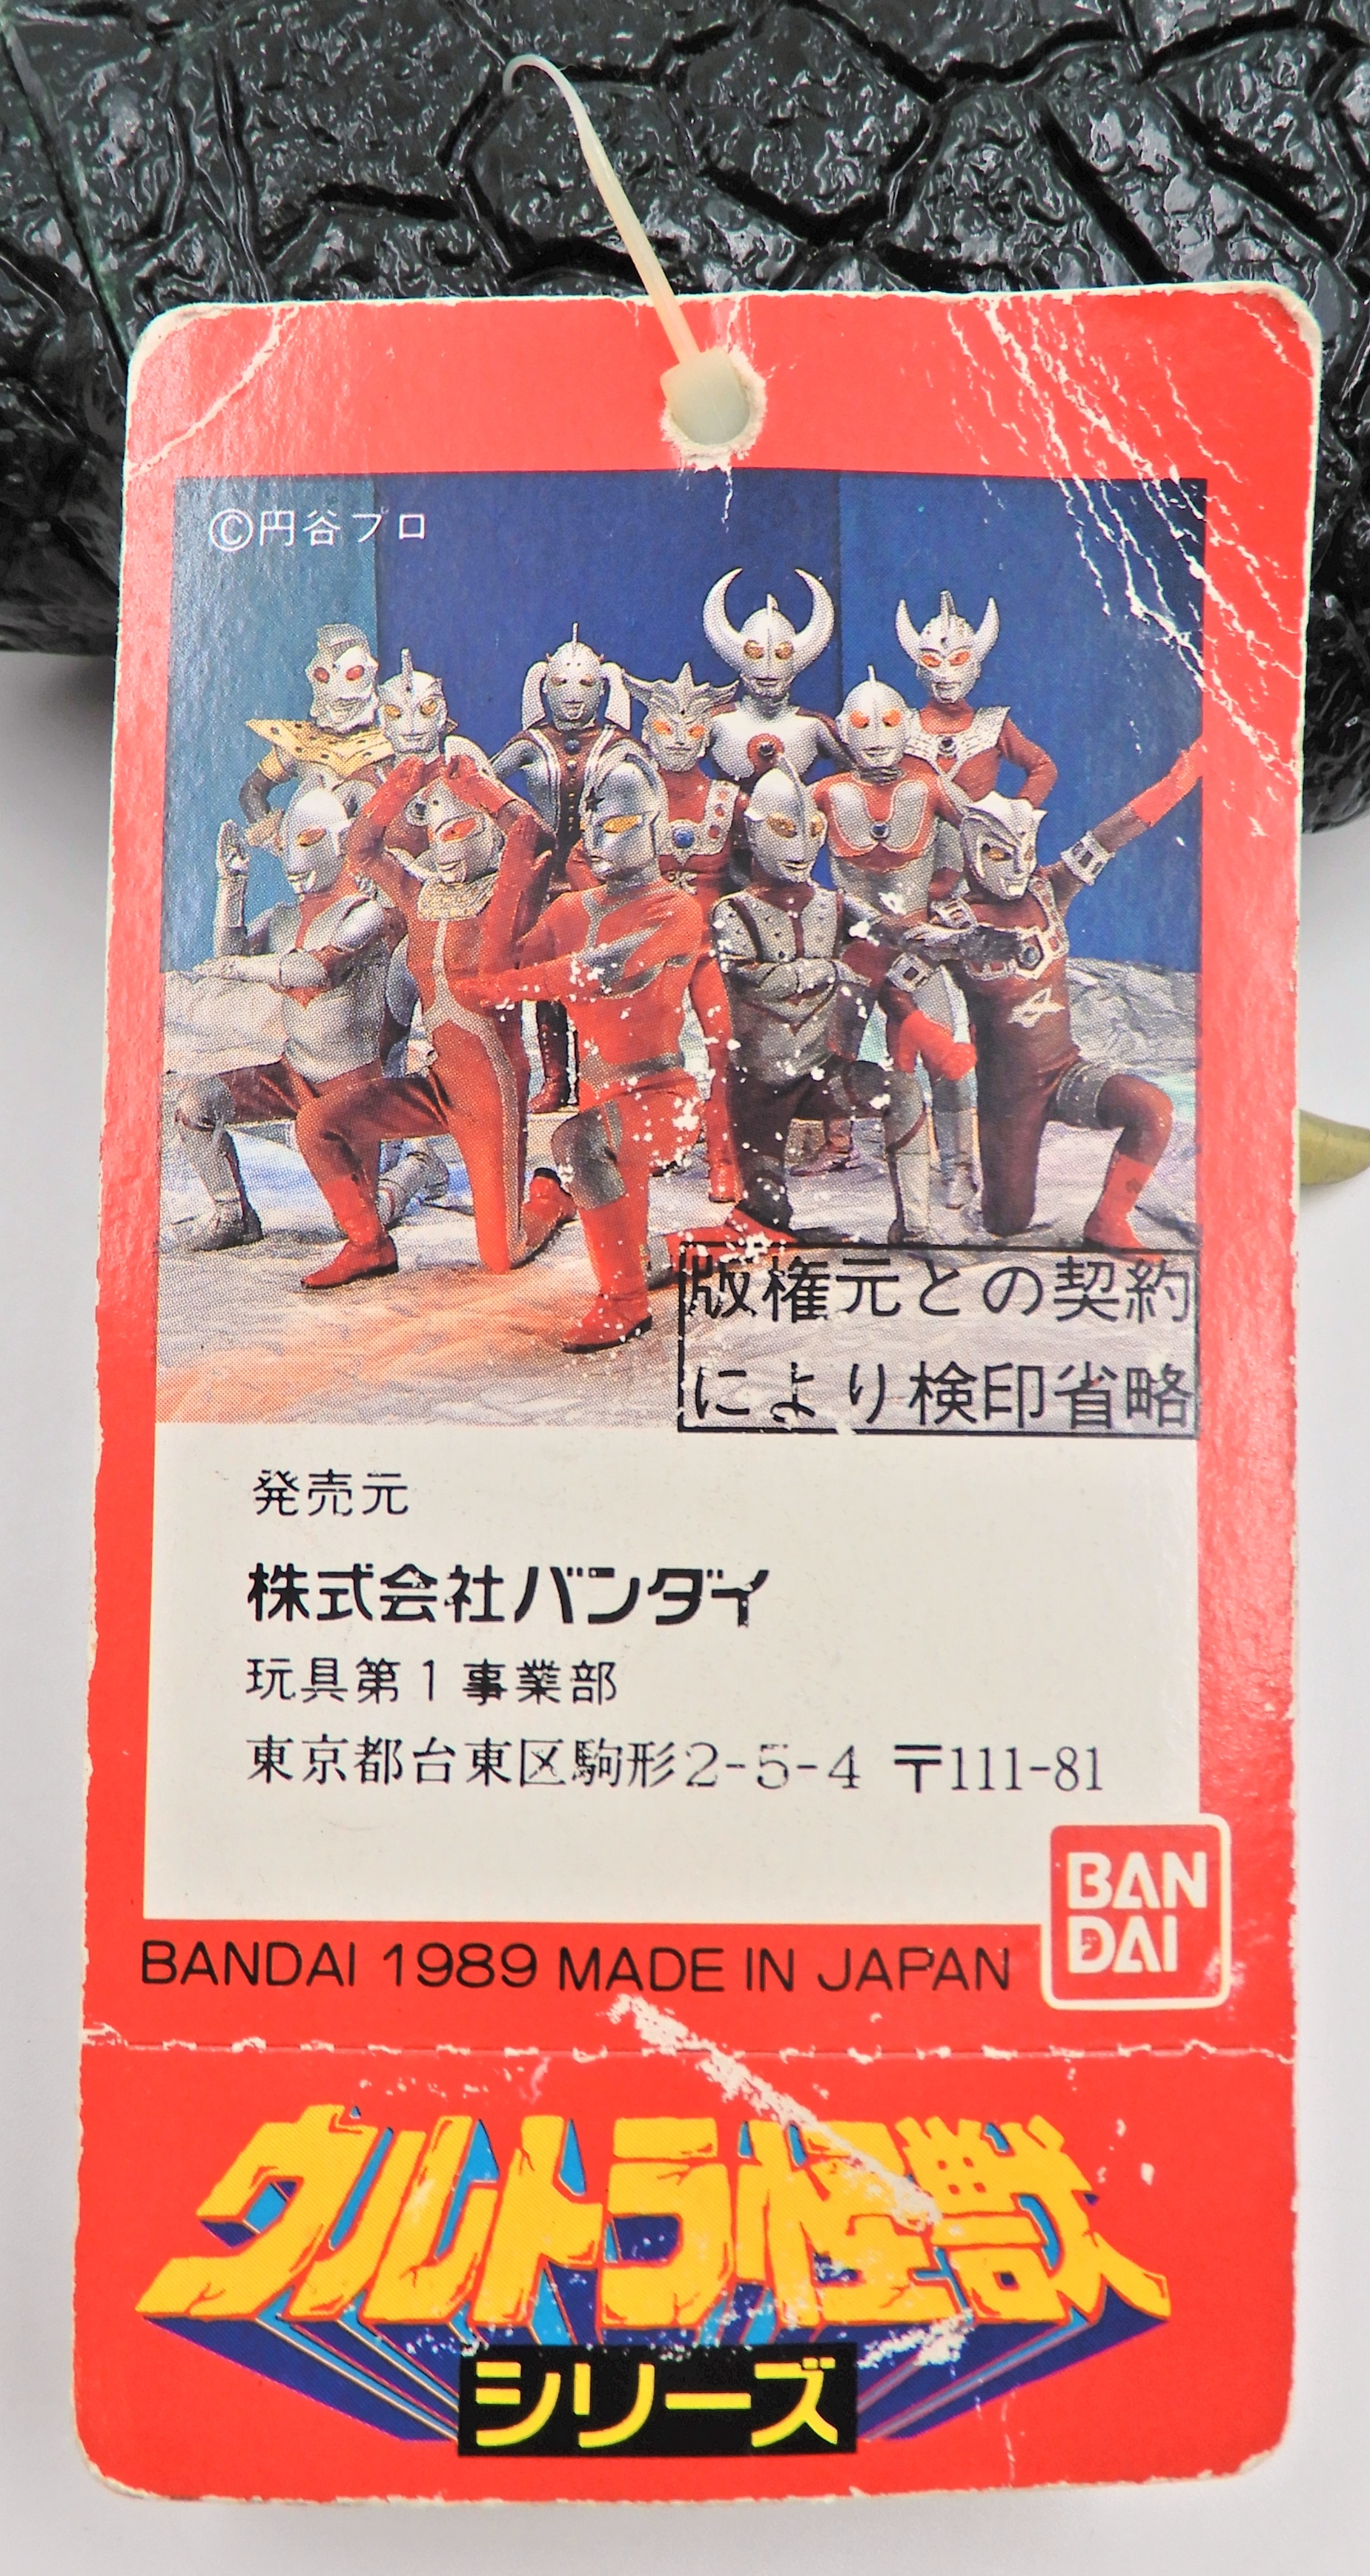 ©円谷プロ
版権元との契約
により検印省略
発売元
株式会社バンダイ
玩具第1事業部
東京都台東区駒形2-5-4 〒111-81
BAN
DAI
BANDAI 1989 MADE IN JAPAN
ウルトラ怪獣
シリーズ